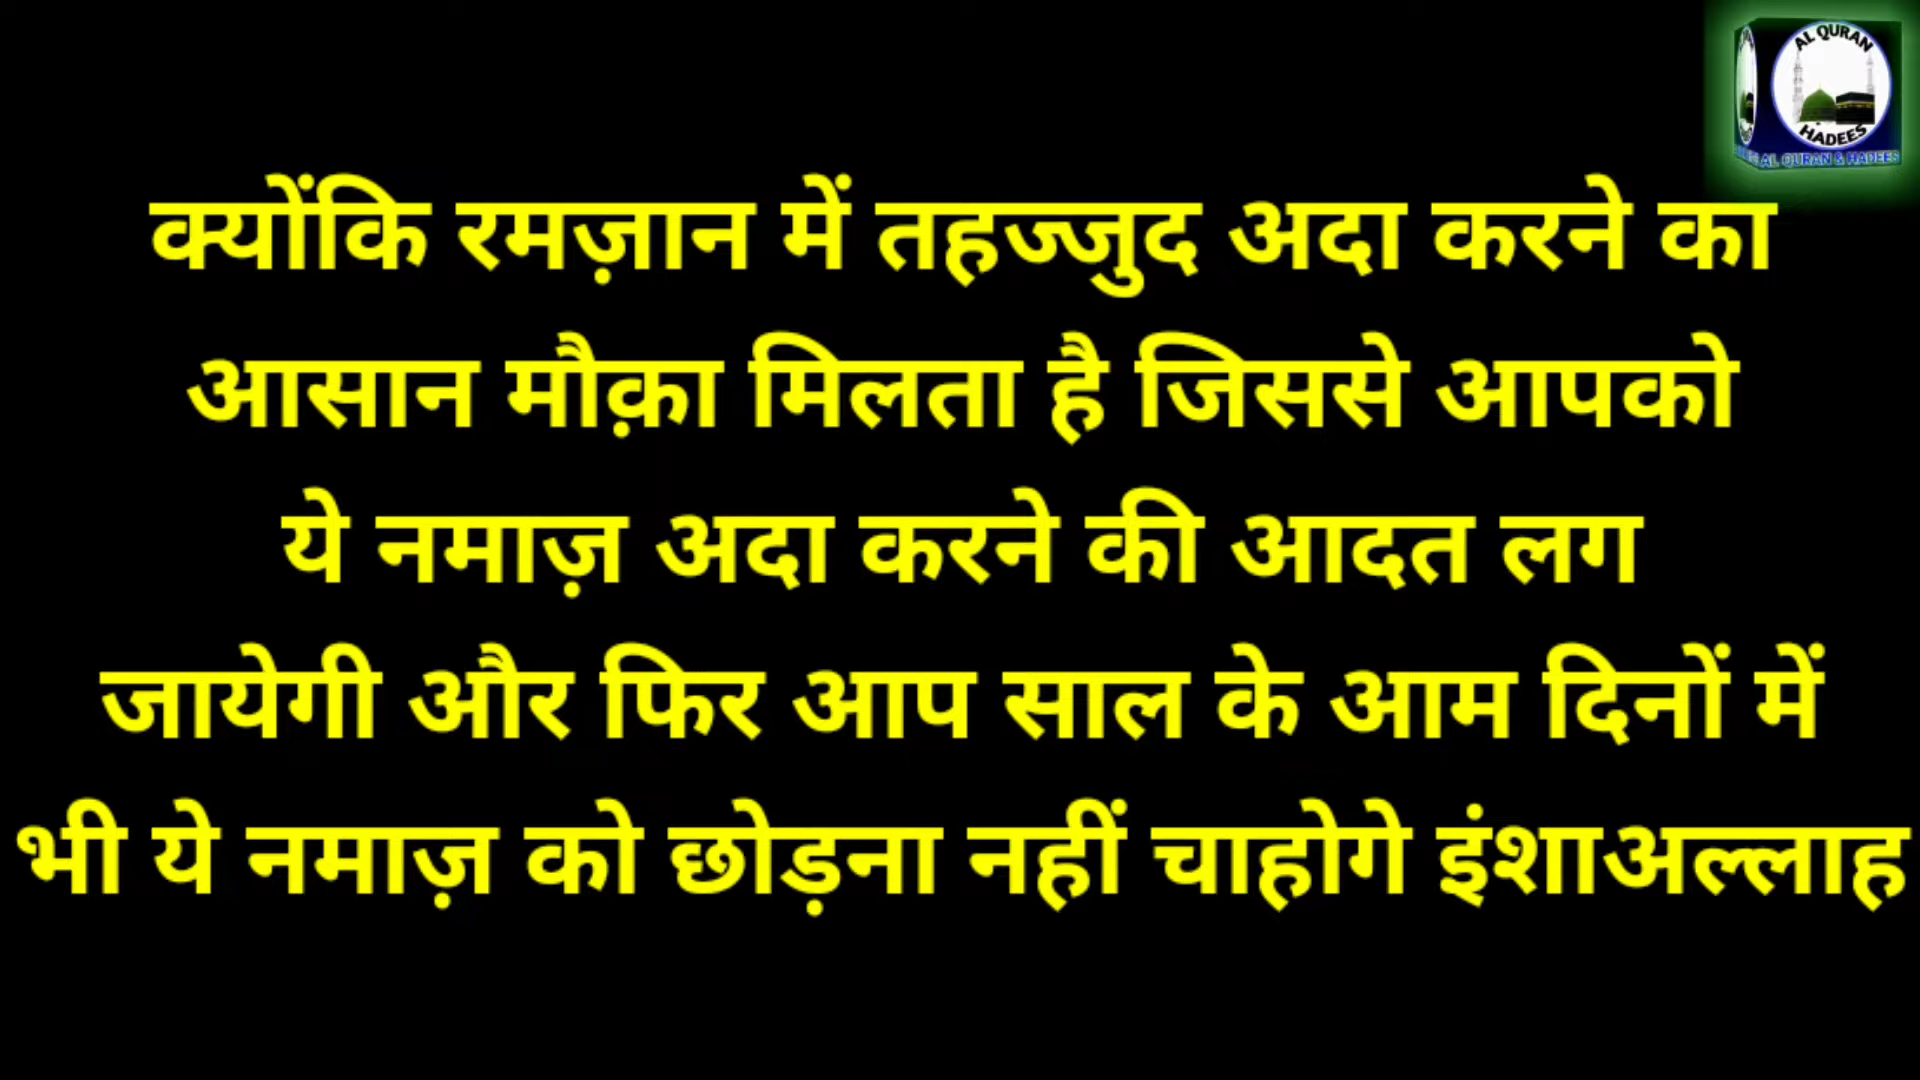 AL QURAN
HADEES
AL QURAN & HADEES
क्योंकि रमज़ान में तहज्जुद अदा करने का
आसान मौक़ा मिलता है जिससे आपको
ये नमाज़ अदा करने की आदत लग
जायेगी और फिर आप साल के आम दिनों में
भी ये नमाज़ को छोड़ना नहीं चाहोगे इंशाअल्लाह